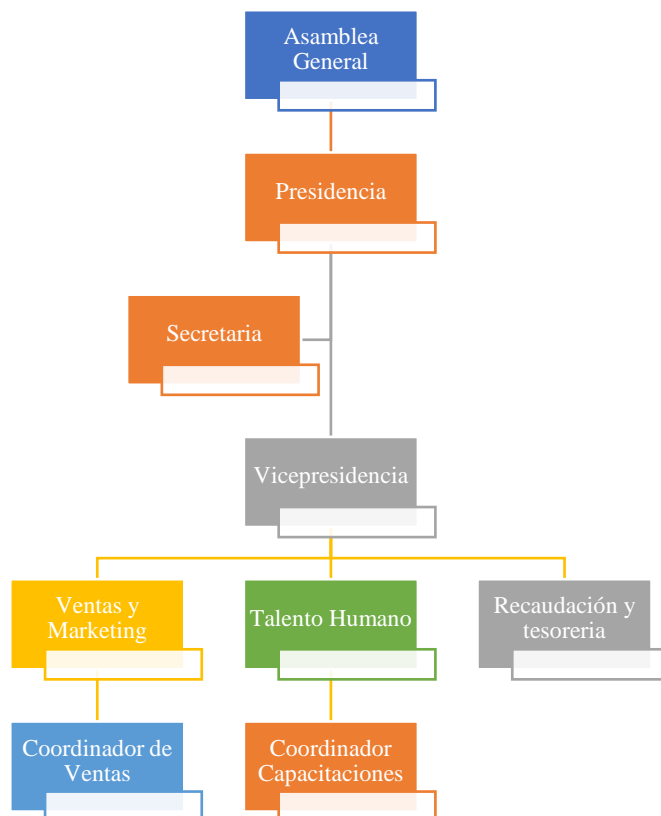 Asamblea
General
Presidencia
Secretaria
Vicepresidencia
Ventas y
Marketing
Talento Humano
Recaudación y
tesoreria
Coordinador de
Ventas
Coordinador
Capacitaciones